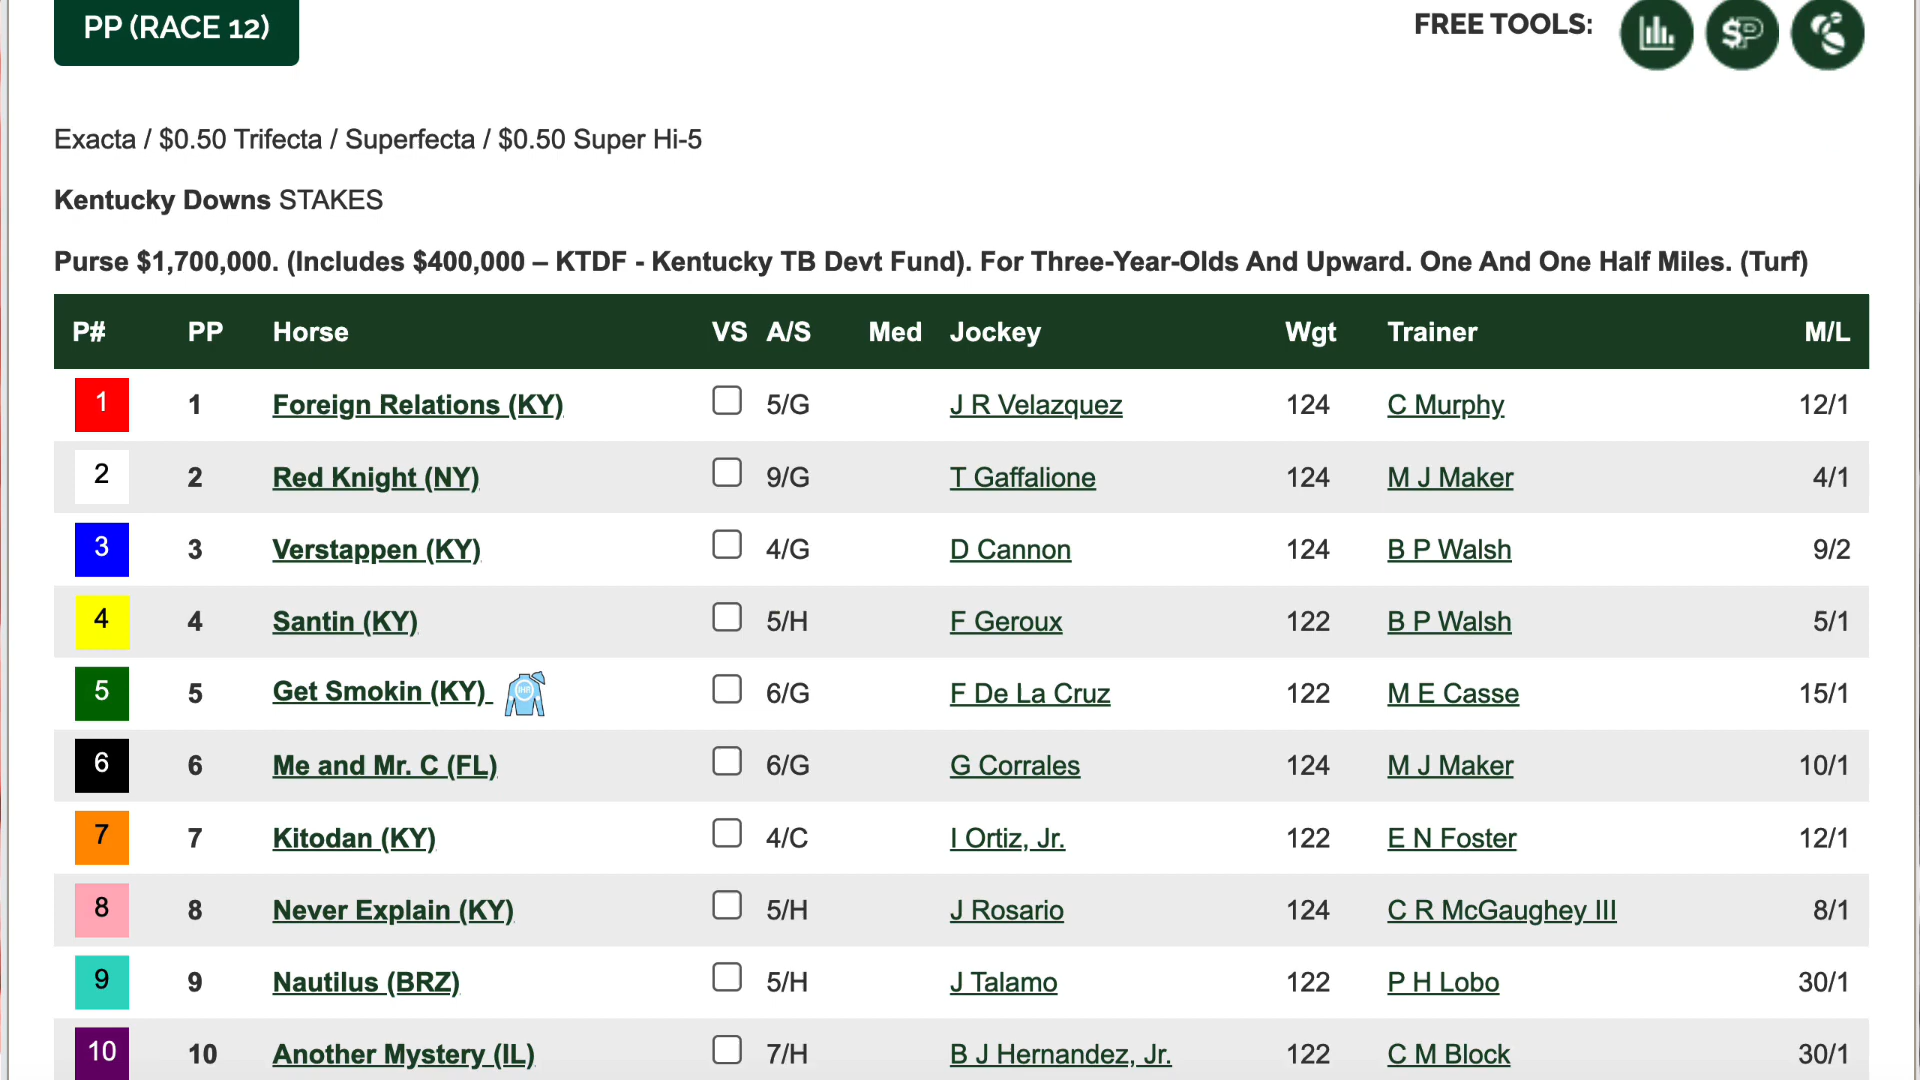 PP (RACE 12) FREE TOOLS:
Exacta / $0.50 Trifecta / Superfecta / $0.50 Super Hi-5
Kentucky Downs STAKES
Purse $1,700,000. (Includes $400,000 – KTDF - Kentucky TB Devt Fund). For Three-Year-Olds And Upward. One And One Half Miles. (Turf)
P# PP Horse VS A/S Med Jockey Wgt Trainer M/L
1 1 Foreign Relations (KY) 5/G J R Velazquez 124 C Murphy 12/1
2 2 Red Knight (NY) 9/G T Gaffalione 124 M J Maker 4/1
3 3 Verstappen (KY) 4/G D Cannon 124 B P Walsh 9/2
4 4 Santin (KY) 5/H F Geroux 122 B P Walsh 5/1
5 5 Get Smokin (KY) IHR 6/G F De La Cruz 122 M E Casse 15/1
6 6 Me and Mr. C (FL) 6/G G Corrales 124 M J Maker 10/1
7 7 Kitodan (KY) 4/C I Ortiz, Jr. 122 E N Foster 12/1
8 8 Never Explain (KY) 5/H J Rosario 124 C R McGaughey III 8/1
9 9 Nautilus (BRZ) 5/H J Talamo 122 P H Lobo 30/1
10 10 Another Mystery (IL) 7/H B J Hernandez, Jr. 122 C M Block 30/1